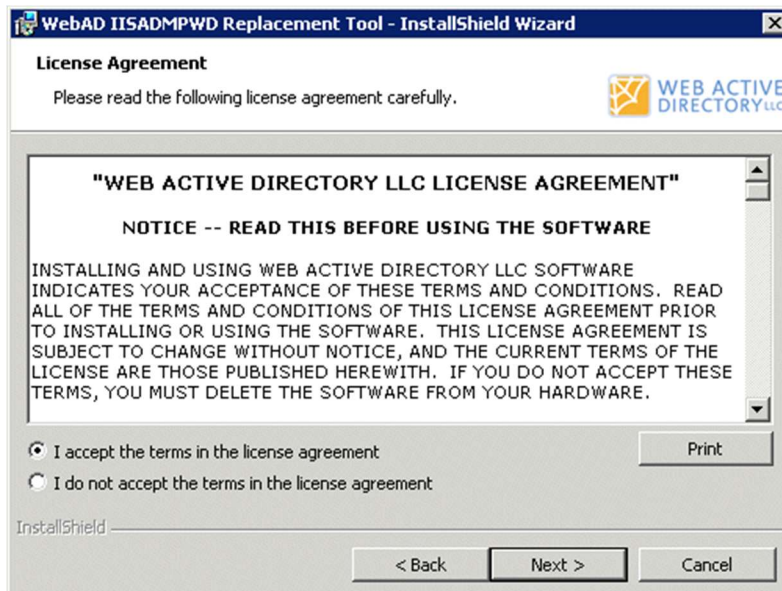 WebAD IISADMPWD Replacement Tool - InstallShield Wizard
License Agreement
Please read the following license agreement carefully.
WEB ACTIVE
DIRECTORY LLC
"WEB ACTIVE DIRECTORY LLC LICENSE AGREEMENT"
NOTICE -- READ THIS BEFORE USING THE SOFTWARE
INSTALLING AND USING WEB ACTIVE DIRECTORY LLC SOFTWARE
INDICATES YOUR ACCEPTANCE OF THESE TERMS AND CONDITIONS.  READ
ALL OF THE TERMS AND CONDITIONS OF THIS LICENSE AGREEMENT PRIOR
TO INSTALLING OR USING THE SOFTWARE.  THIS LICENSE AGREEMENT IS
SUBJECT TO CHANGE WITHOUT NOTICE, AND THE CURRENT TERMS OF THE
LICENSE ARE THOSE PUBLISHED HEREWITH.  IF YOU DO NOT ACCEPT THESE
TERMS, YOU MUST DELETE THE SOFTWARE FROM YOUR HARDWARE.
I accept the terms in the license agreement
Print
I do not accept the terms in the license agreement
InstallShield
< Back
Next >
Cancel